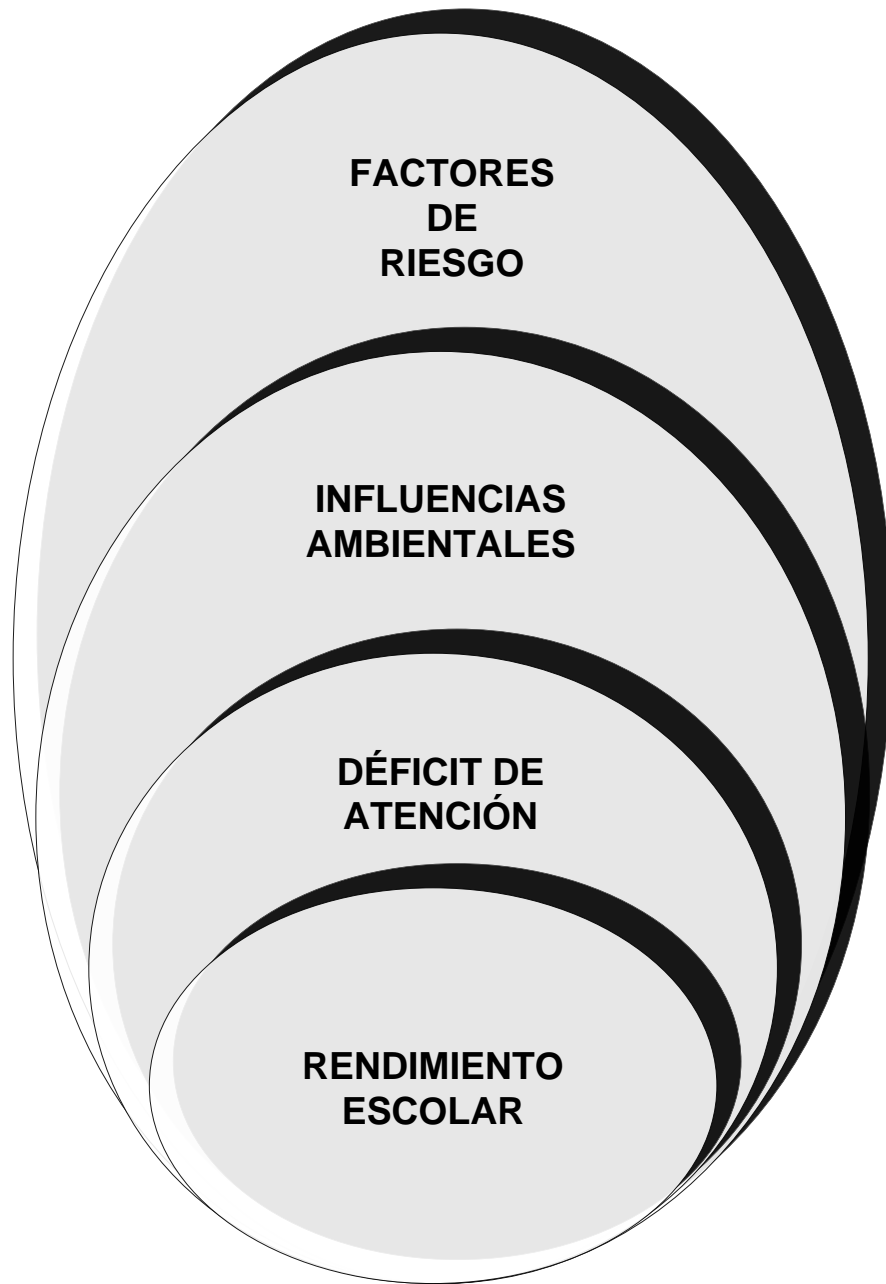 FACTORES
DE
RIESGO
INFLUENCIAS
AMBIENTALES
DÉFICIT DE
ATENCIÓN
RENDIMIENTO
ESCOLAR